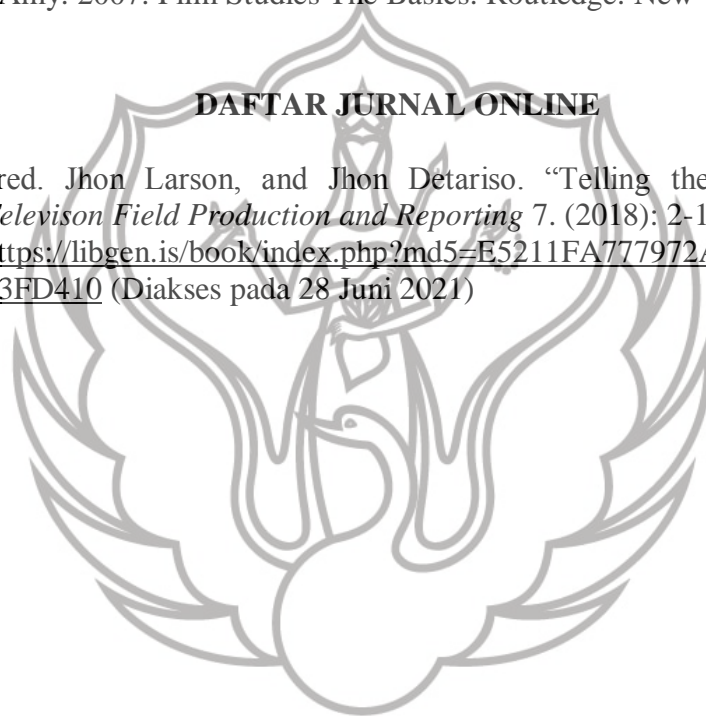 Amy. 2007. Film Studies The Basics. Routledge. New
DAFTAR JURNAL ONLINE
red. Jhon Larson, and Jhon Detariso. “Telling the
Televison Field Production and Reporting 7. (2018): 2-1
ttps://libgen.is/book/index.php?md5=E5211FA777972A
3FD410 (Diakses pada 28 Juni 2021)